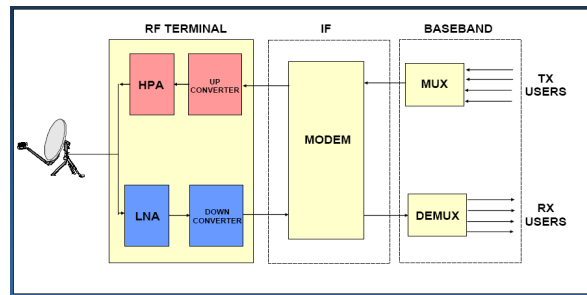 RF TERMINAL
IF
BASEBAND
HPA
UP
CONVERTER
MODEM
MUX
TX
USERS
LNA
DOWN
CONVERTER
DEMUX
RX
USERS